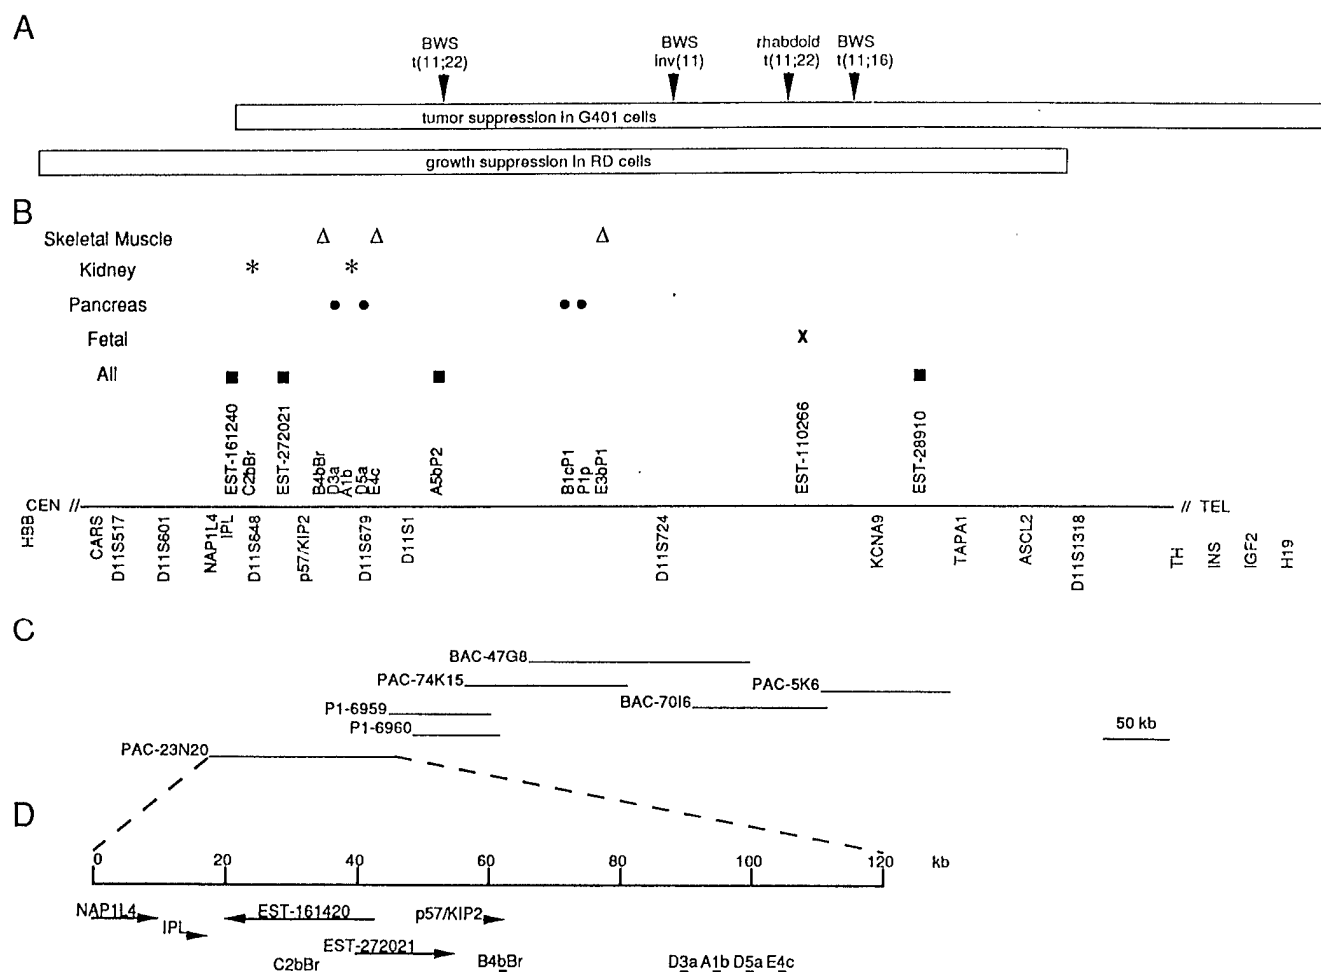 A
BWS
t(11;22)
BWS
inv(11)
rhabdoid
t(11;22)
BWS
t(11;16)
tumor suppression in G401 cells
growth suppression in RD cells
B
Skeletal Muscle Δ Δ Δ
Kidney * *
Pancreas
Fetal x
All
EST-161240
C2bBr
EST-272021
B4bBr
D3a
A1b
D5a
E4c
A5bP2
B1cP1
P1p
E3bP1
EST-110266
EST-28910
CEN // // TEL
HBB
CARS
D11S517
D11S601
NAP1L4
IPL
D11S648
p57/KIP2
D11S679
D11S1
D11S724
KCNA9
TAPA1
ASCL2
D11S1318
TH
INS
IGF2
H19
C
BAC-47G8
PAC-74K15
PAC-5K6
P1-6959
BAC-70I6
P1-6960
50 kb
PAC-23N20
D
0 20 40 60 80 100 120 kb
NAP1L4 EST-161420 p57/KIP2
IPL
EST-272021
C2bBr B4bBr D3a A1b D5a E4c